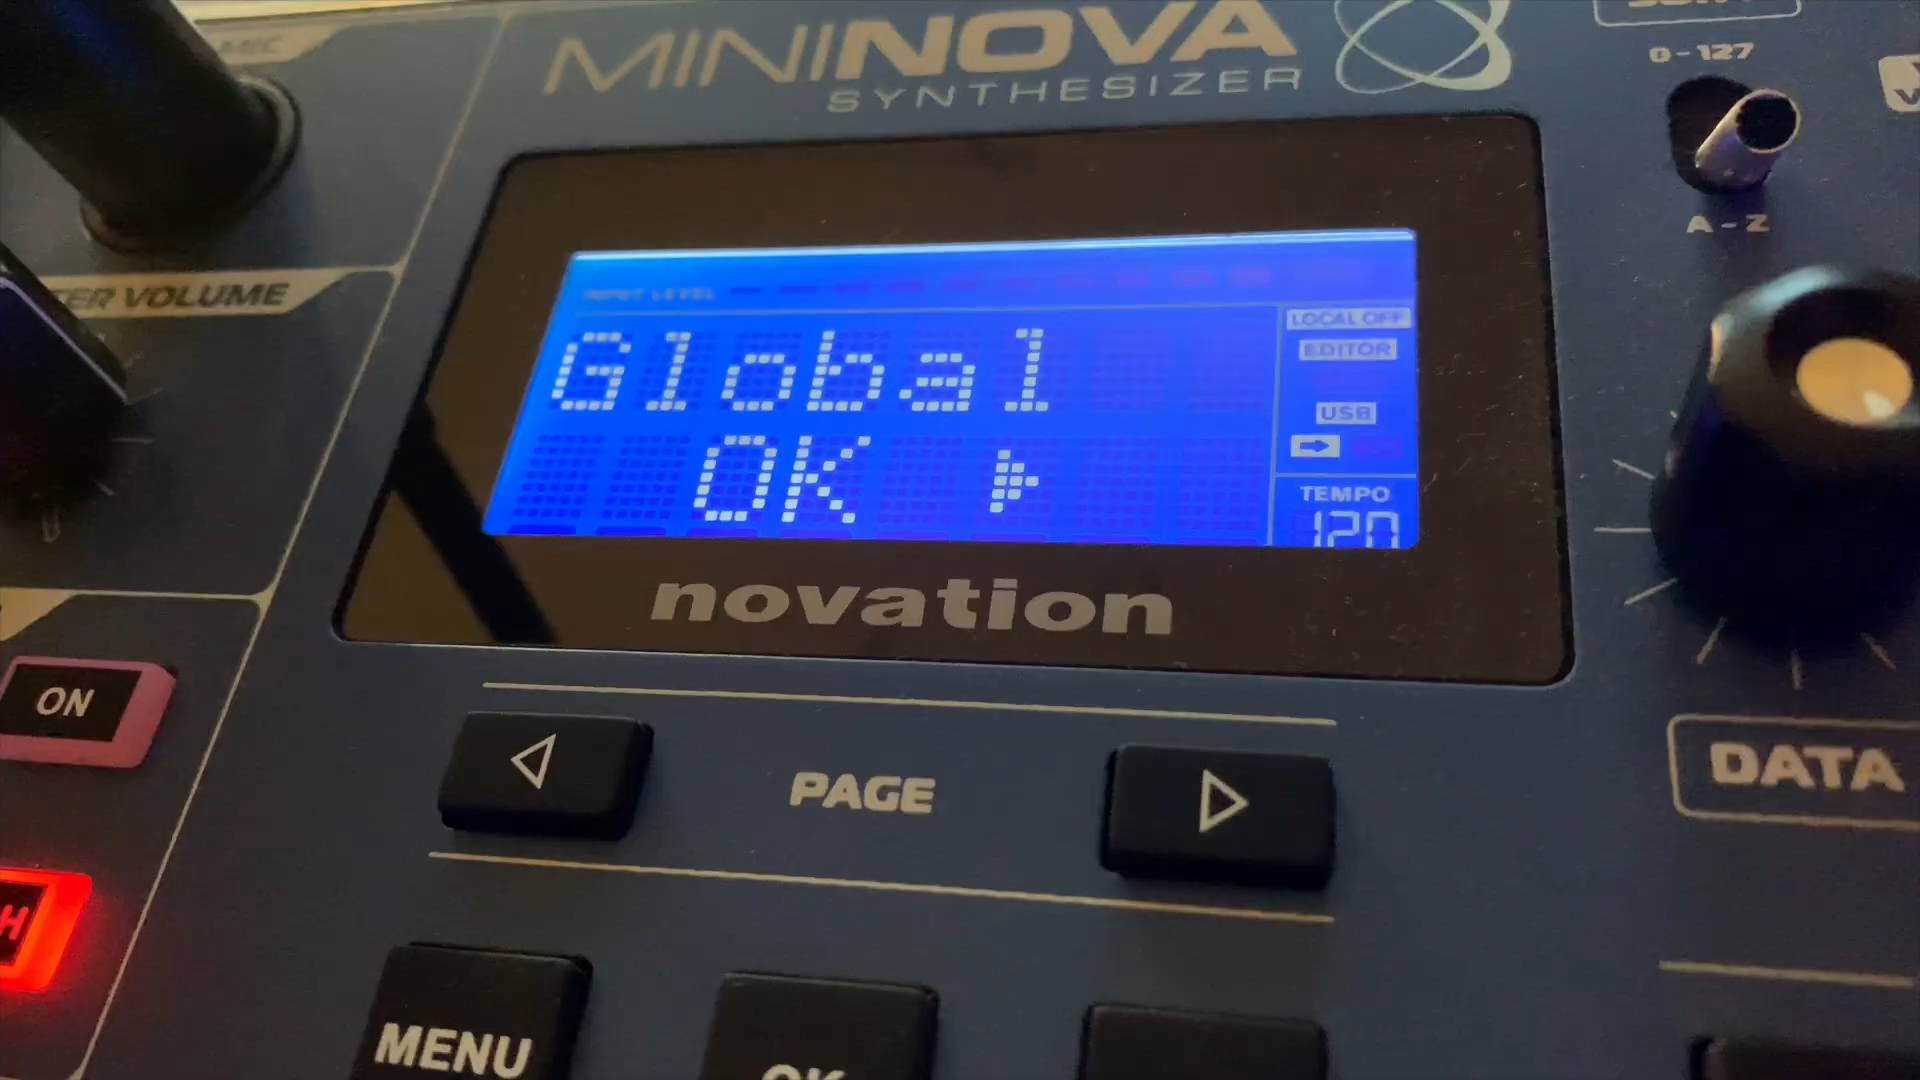 MIC
MININOVA
SYNTHESIZER
0-127
A-Z
VOLUME
INPUT LEVEL
LOCAL OFF
Global
EDITOR
USB
OK
TEMPO
120
novation
ON
PAGE
DATA
H
MENU
OK